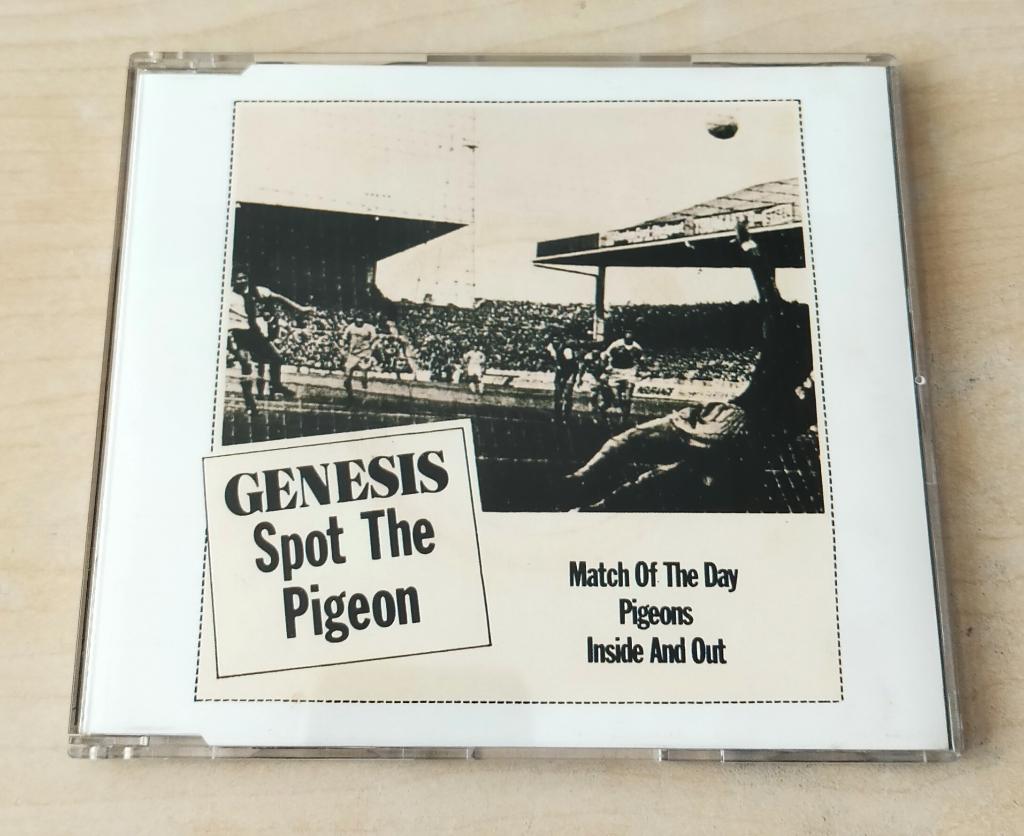 GENESIS
Spot The
Pigeon
Match Of The Day
Pigeons
Inside And Out